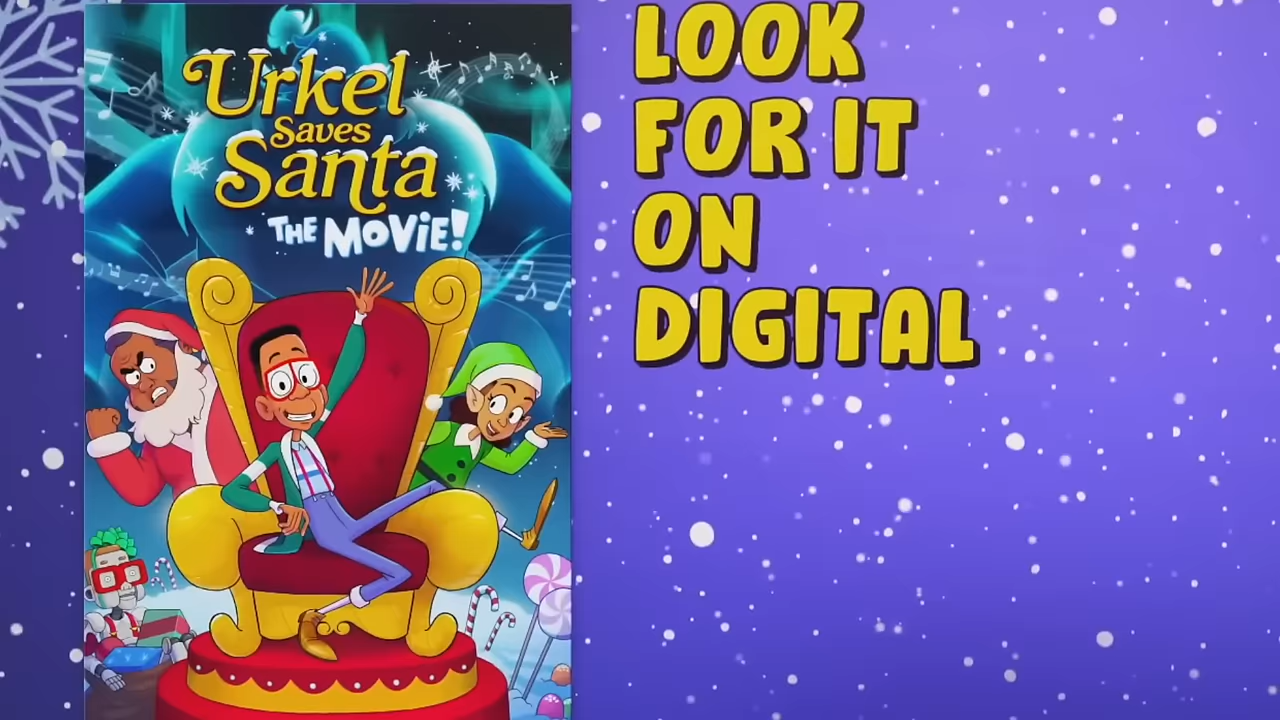 Urkel
Saves
Santa
THE MOVIE!
LOOK
FOR IT
ON
DIGITAL